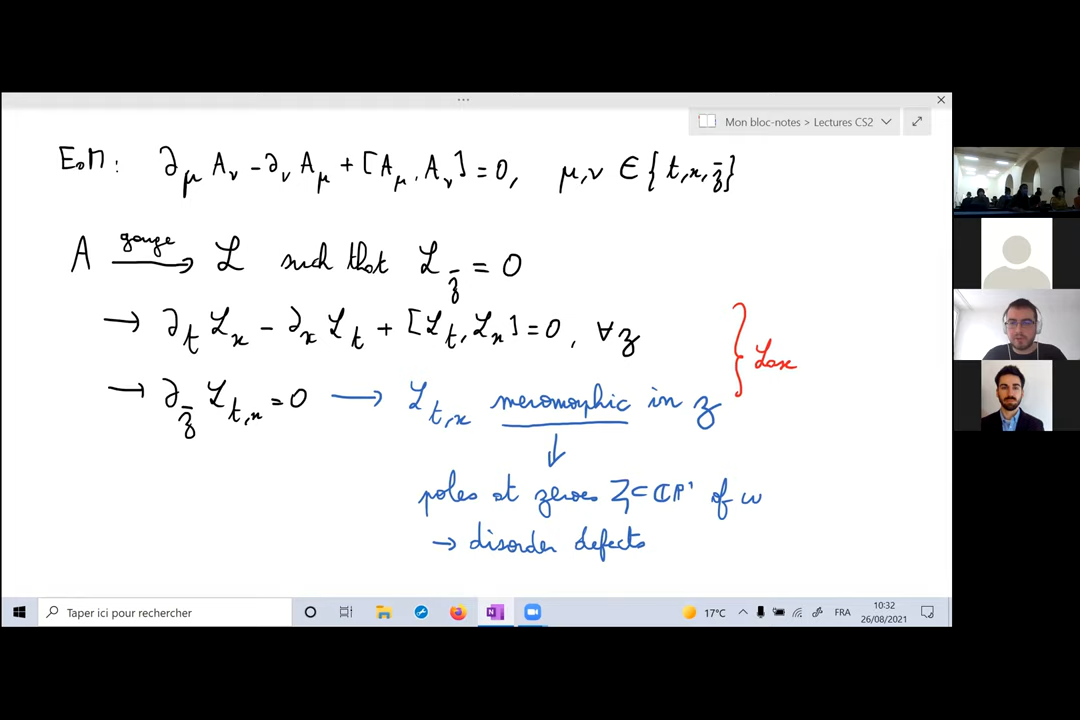 Mon bloc-notes > Lectures CS2
EoM: ∂_μ A_ν - ∂_ν A_μ + [A_μ, A_ν] = 0, μ,ν ∈ {t,x,z̄}
A →(gauge) ℒ such that ℒ_z̄ = 0
→ ∂_t ℒ_x - ∂_x ℒ_t + [ℒ_t, ℒ_x] = 0, ∀z
} Lax
→ ∂_z̄ ℒ_{t,x} = 0 → ℒ_{t,x} meromorphic in z
↓
poles at zeroes ℤ ⊂ ℂP¹ of ω
→ disorder defects
Taper ici pour rechercher
17°C
FRA
10:32
26/08/2021